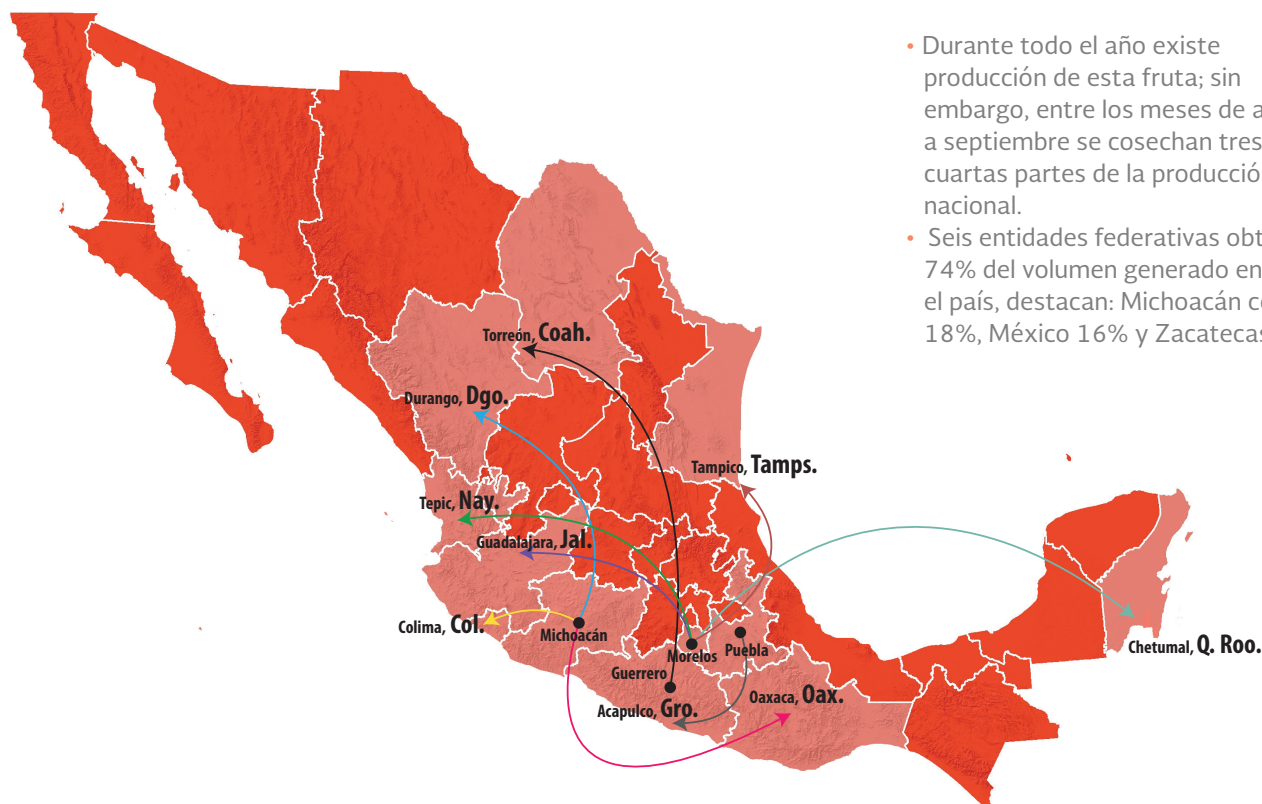 • Durante todo el año existe
producción de esta fruta; sin
embargo, entre los meses de
a septiembre se cosechan tres
cuartas partes de la
nacional.
• Seis entidades federativas
74% del volumen generado en
el país, destacan: Michoacán
18%, México 16% y Zacatecas
Torreón, Coah.
Durango, Dgo.
Tampico, Tamps.
Tepic, Nay.
Guadalajara, Jal.
Colima, Col.
Michoacán
Morelos
Puebla
Chetumal, Q. Roo.
Guerrero
Oaxaca, Oax.
Acapulco, Gro.